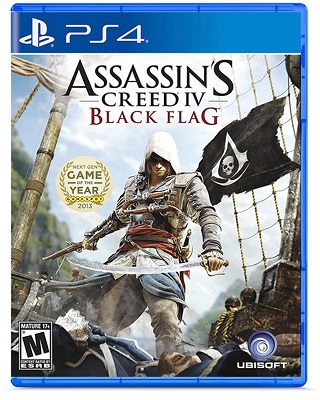 PS4
ASSASSIN'S
CREED IV
BLACK FLAG
NEXT GEN
GAME
OF THE
YEAR
2013
MATURE 17+
M
ESRB
UBISOFT